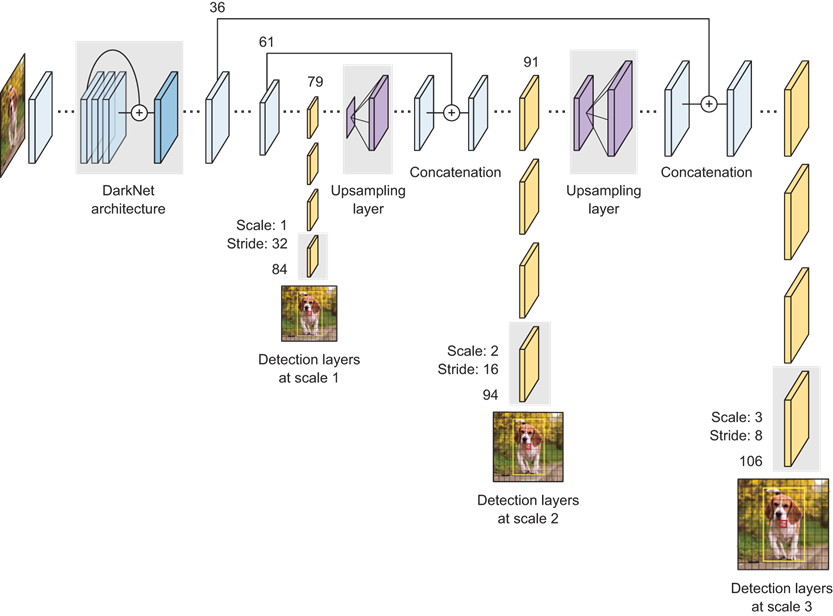 36
61
79
91
DarkNet
architecture
Upsampling
layer
Concatenation
Upsampling
layer
Concatenation
Scale: 1
Stride: 32
84
Detection layers
at scale 1
Scale: 2
Stride: 16
94
Detection layers
at scale 2
Scale: 3
Stride: 8
106
Detection layers
at scale 3